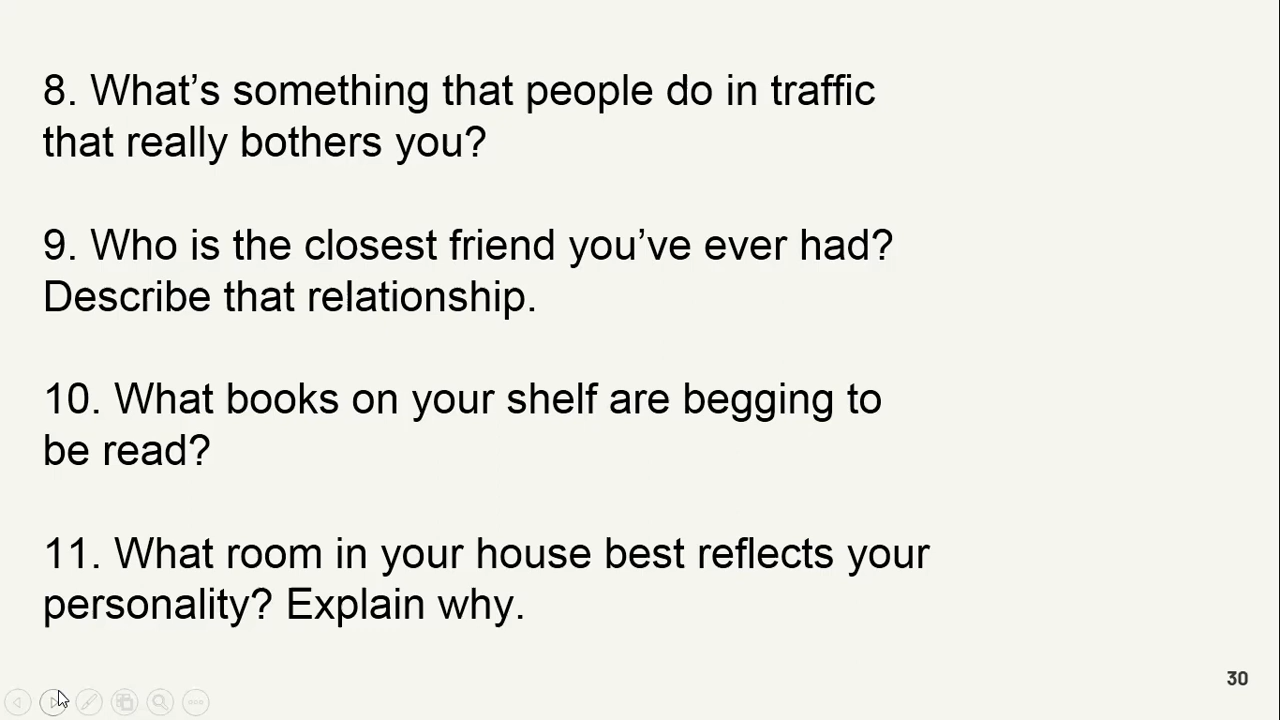 8. What’s something that people do in traffic
that really bothers you?
9. Who is the closest friend you’ve ever had?
Describe that relationship.
10. What books on your shelf are begging to
be read?
11. What room in your house best reflects your
personality? Explain why.
30